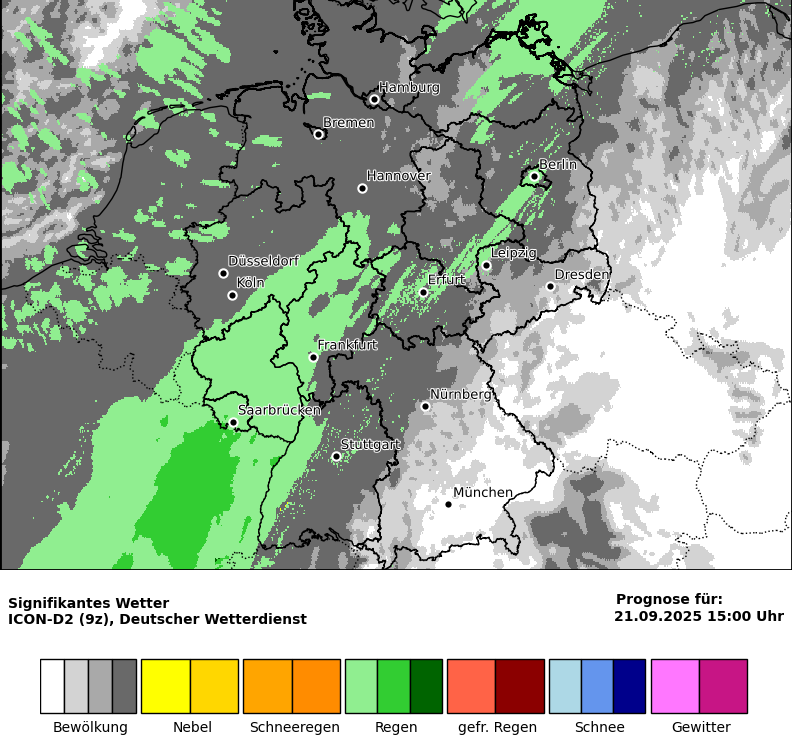 Hamburg
Bremen
Berlin
Hannover
Leipzig
Düsseldorf
Dresden
Köln
Erfurt
Frankfurt
Nürnberg
Saarbrücken
Stuttgart
München
Signifikantes Wetter
ICON-D2 (9z), Deutscher Wetterdienst
Prognose für:
21.09.2025 15:00 Uhr
Bewölkung Nebel Schneeregen Regen gefr. Regen Schnee Gewitter